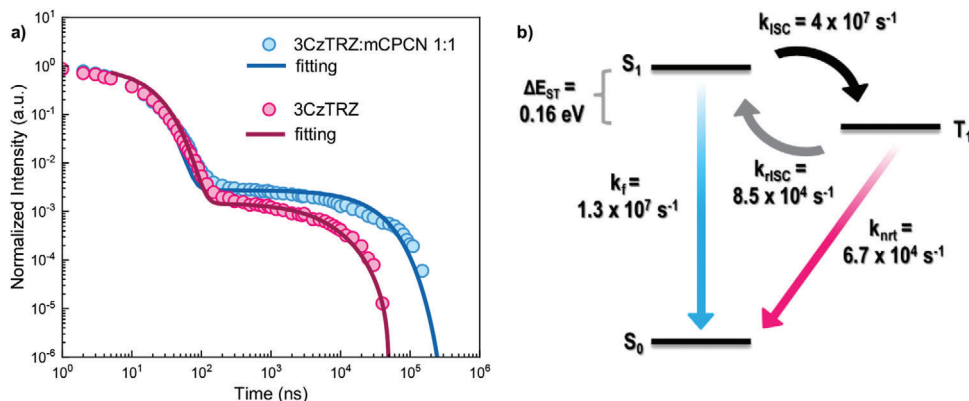 a)
Normalized Intensity (a.u.)
10¹
10⁰
10⁻¹
10⁻²
10⁻³
10⁻⁴
10⁻⁵
10⁻⁶
3CzTRZ:mCPCN 1:1
fitting
3CzTRZ
fitting
10⁰ 10¹ 10² 10³ 10⁴ 10⁵ 10⁶
Time (ns)
b)
k_ISC = 4 x 10⁷ s⁻¹
S₁
ΔE_ST =
0.16 eV
T₁
k_rISC =
8.5 x 10⁴ s⁻¹
k_f =
1.3 x 10⁷ s⁻¹
k_nrt =
6.7 x 10⁴ s⁻¹
S₀